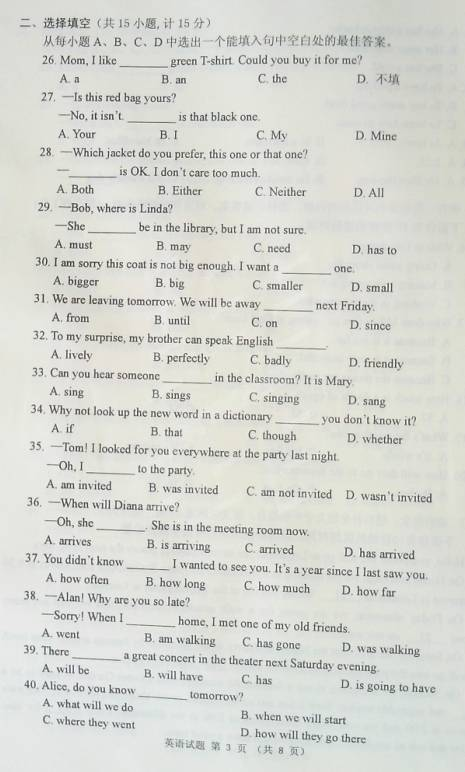 二、选择填空（共 15 小题, 计 15 分）
从每小题 A、B、C、D 中选出一个能填入句中空白处的最佳答案。
26. Mom, I like ________ green T-shirt. Could you buy it for me?
A. a B. an C. the D. 不填
27. —Is this red bag yours?
—No, it isn't. ________ is that black one.
A. Your B. I C. My D. Mine
28. —Which jacket do you prefer, this one or that one?
—________ is OK. I don't care too much.
A. Both B. Either C. Neither D. All
29. —Bob, where is Linda?
—She ________ be in the library, but I am not sure.
A. must B. may C. need D. has to
30. I am sorry this coat is not big enough. I want a ________ one.
A. bigger B. big C. smaller D. small
31. We are leaving tomorrow. We will be away ________ next Friday.
A. from B. until C. on D. since
32. To my surprise, my brother can speak English ________.
A. lively B. perfectly C. badly D. friendly
33. Can you hear someone ________ in the classroom? It is Mary.
A. sing B. sings C. singing D. sang
34. Why not look up the new word in a dictionary ________ you don't know it?
A. if B. that C. though D. whether
35. —Tom! I looked for you everywhere at the party last night.
—Oh, I ________ to the party.
A. am invited B. was invited C. am not invited D. wasn't invited
36. —When will Diana arrive?
—Oh, she ________. She is in the meeting room now.
A. arrives B. is arriving C. arrived D. has arrived
37. You didn't know ________ I wanted to see you. It's a year since I last saw you.
A. how often B. how long C. how much D. how far
38. —Alan! Why are you so late?
—Sorry! When I ________ home, I met one of my old friends.
A. went B. am walking C. has gone D. was walking
39. There ________ a great concert in the theater next Saturday evening.
A. will be B. will have C. has D. is going to have
40. Alice, do you know ________ tomorrow?
A. what will we do B. when we will start
C. where they went D. how will they go there
英语试题 第 3 页 （共 8 页）